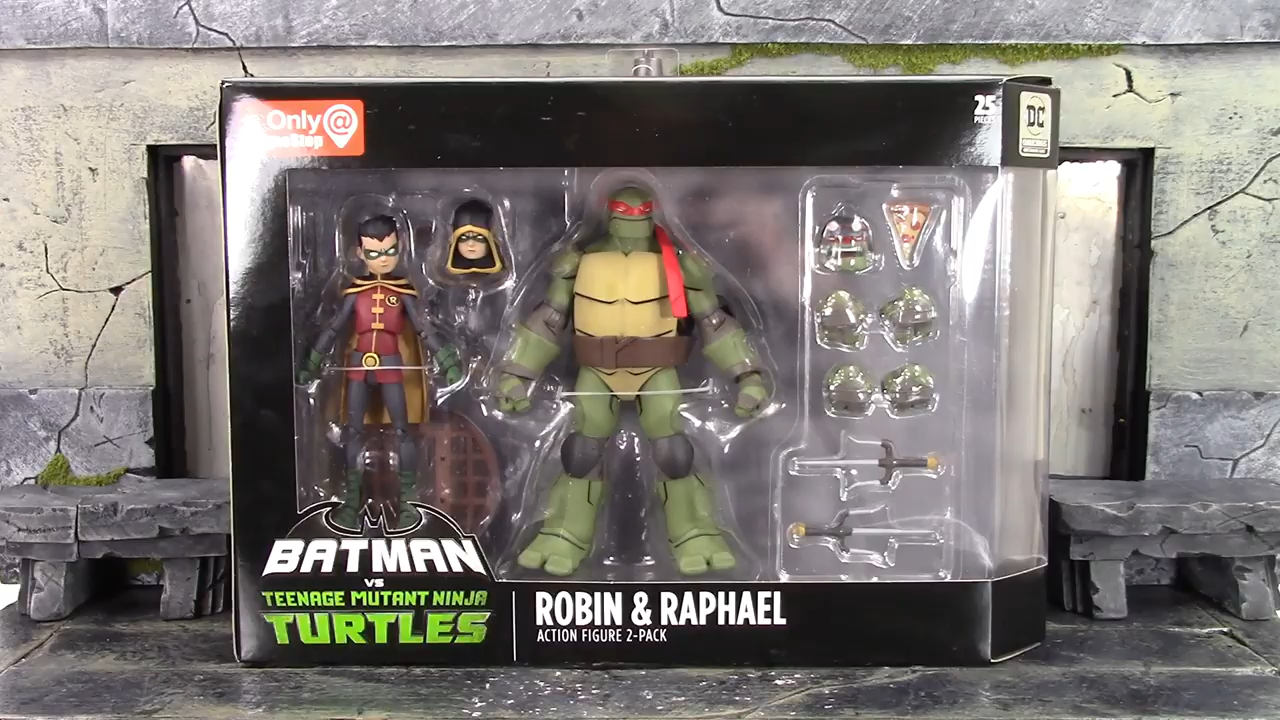 Only @
25
DC
R
BATMAN
VS
TEENAGE MUTANT NINJA
TURTLES
ROBIN & RAPHAEL
ACTION FIGURE 2-PACK